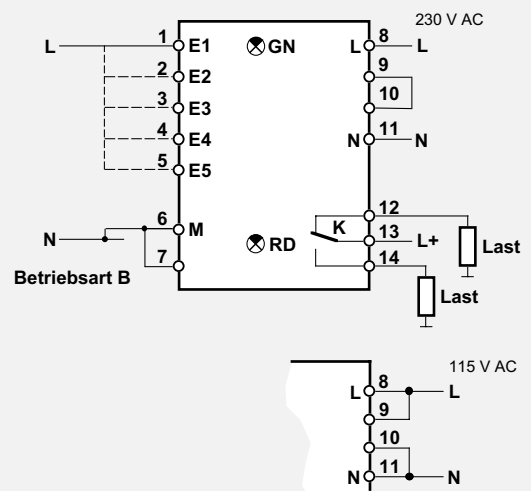 230 V AC
L 1 E1 GN L 8 L
2 E2 9
3 E3 10
4 E4 N 11 N
5 E5
6 M K 12
N RD 13 L+ Last
7 14
Betriebsart B Last
115 V AC
L 8 L
9
10
N 11 N